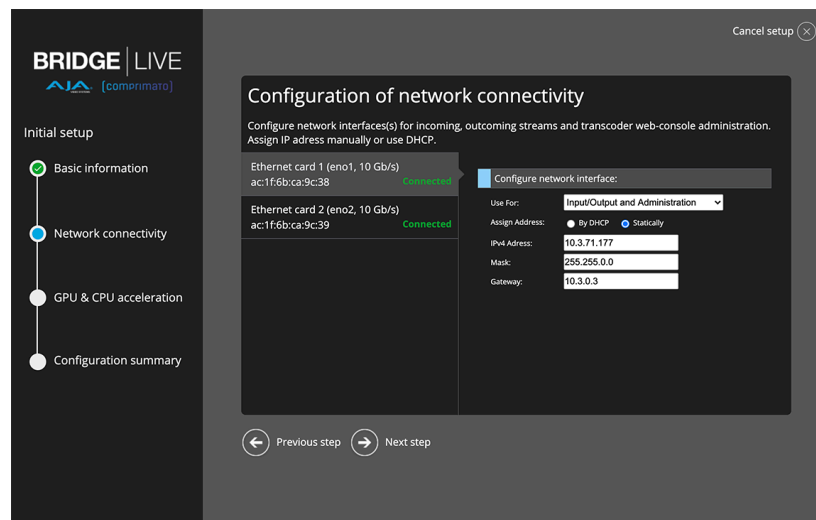 Cancel setup
BRIDGE LIVE
AJA [comprimato]
Initial setup
Basic information
Network connectivity
GPU & CPU acceleration
Configuration summary
Configuration of network connectivity
Configure network interfaces(s) for incoming, outcoming streams and transcoder web-console administration.
Assign IP adress manually or use DHCP.
Ethernet card 1 (eno1, 10 Gb/s)
ac:1f:6b:ca:9c:38 Connected
Ethernet card 2 (eno2, 10 Gb/s)
ac:1f:6b:ca:9c:39 Connected
Configure network interface:
Use For: Input/Output and Administration
Assign Address: By DHCP Statically
IPv4 Adress: 10.3.71.177
Mask: 255.255.0.0
Gateway: 10.3.0.3
Previous step Next step